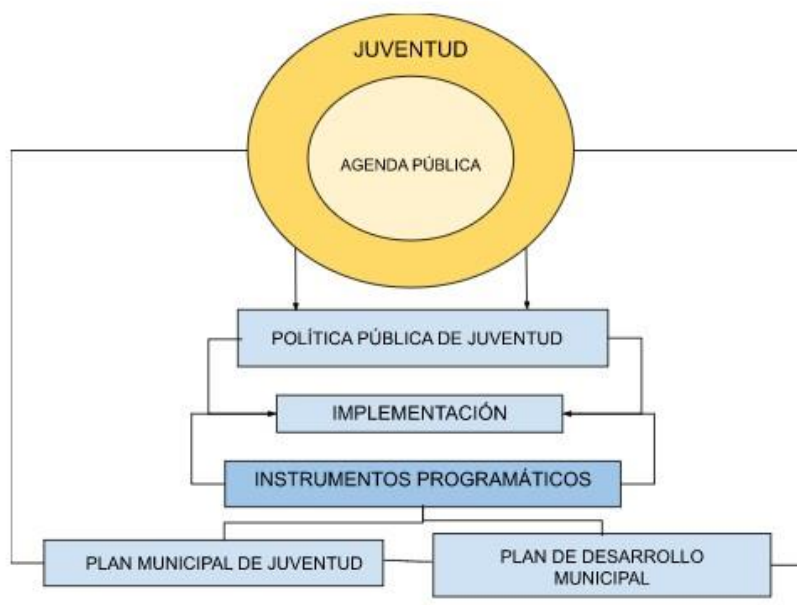 JUVENTUD
AGENDA PÚBLICA
POLÍTICA PÚBLICA DE JUVENTUD
IMPLEMENTACIÓN
INSTRUMENTOS PROGRAMÁTICOS
PLAN MUNICIPAL DE JUVENTUD
PLAN DE DESARROLLO
MUNICIPAL